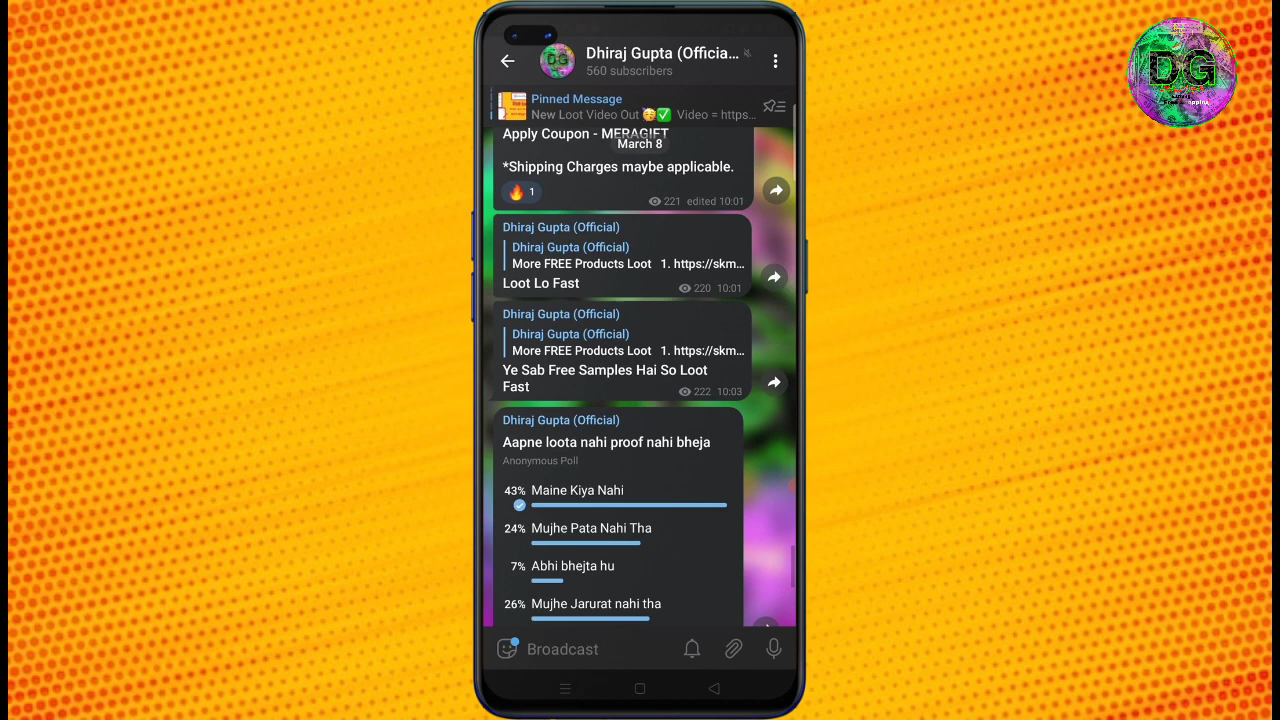 Dhiraj Gupta (Officia...
560 subscribers
DG
DG
Pinned Message
New Loot Video Out 🥳✅ Video = https...
Apply Coupon - MERAGIFT
March 8
*Shipping Charges maybe applicable.
🔥 1
221 edited 10:01
Dhiraj Gupta (Official)
Dhiraj Gupta (Official)
More FREE Products Loot 1. https://skm...
Loot Lo Fast
220 10:01
Dhiraj Gupta (Official)
Dhiraj Gupta (Official)
More FREE Products Loot 1. https://skm...
Ye Sab Free Samples Hai So Loot
Fast
222 10:03
Dhiraj Gupta (Official)
Aapne loota nahi proof nahi bheja
Anonymous Poll
43% Maine Kiya Nahi
24% Mujhe Pata Nahi Tha
7% Abhi bhejta hu
26% Mujhe Jarurat nahi tha
Broadcast